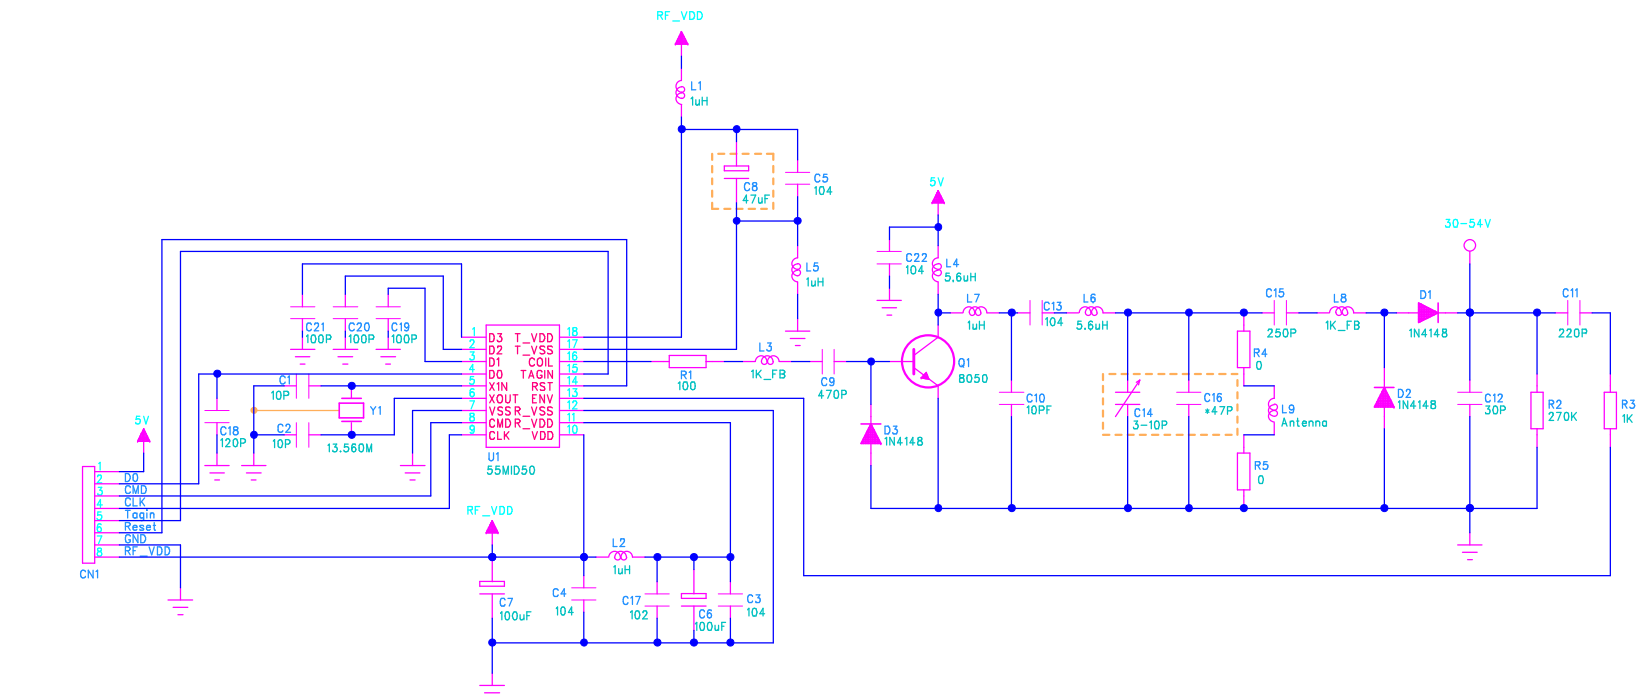 RF_VDD
L1
1uH
C8
47uF
C5
104
L5
1uH
5V
C22
104
L4
5.6uH
30-54V
C21
100P
C20
100P
C19
100P
1 D3 T_VDD 18
2 D2 T_VSS 17
3 D1 COIL 16
4 D0 TAGIN 15
5 XIN RST 14
6 XOUT ENV 13
7 VSS R_VSS 12
8 CMD R_VDD 11
9 CLK VDD 10
U1
55MID50
C1
10P
C2
10P
Y1
13.560M
C18
120P
R1
100
L3
1K_FB
C9
470P
D3
1N4148
Q1
8050
L7
1uH
C13
104
L6
5.6uH
C10
10PF
C14
3-10P
C16
*47P
R4
0
L9
Antenna
R5
0
C15
250P
L8
1K_FB
D1
1N4148
D2
1N4148
C12
30P
C11
220P
R2
270K
R3
1K
5V
1
2 D0
3 CMD
4 CLK
5 Tagin
6 Reset
7 GND
8 RF_VDD
CN1
RF_VDD
C7
100uF
C4
104
L2
1uH
C17
102
C6
100uF
C3
104